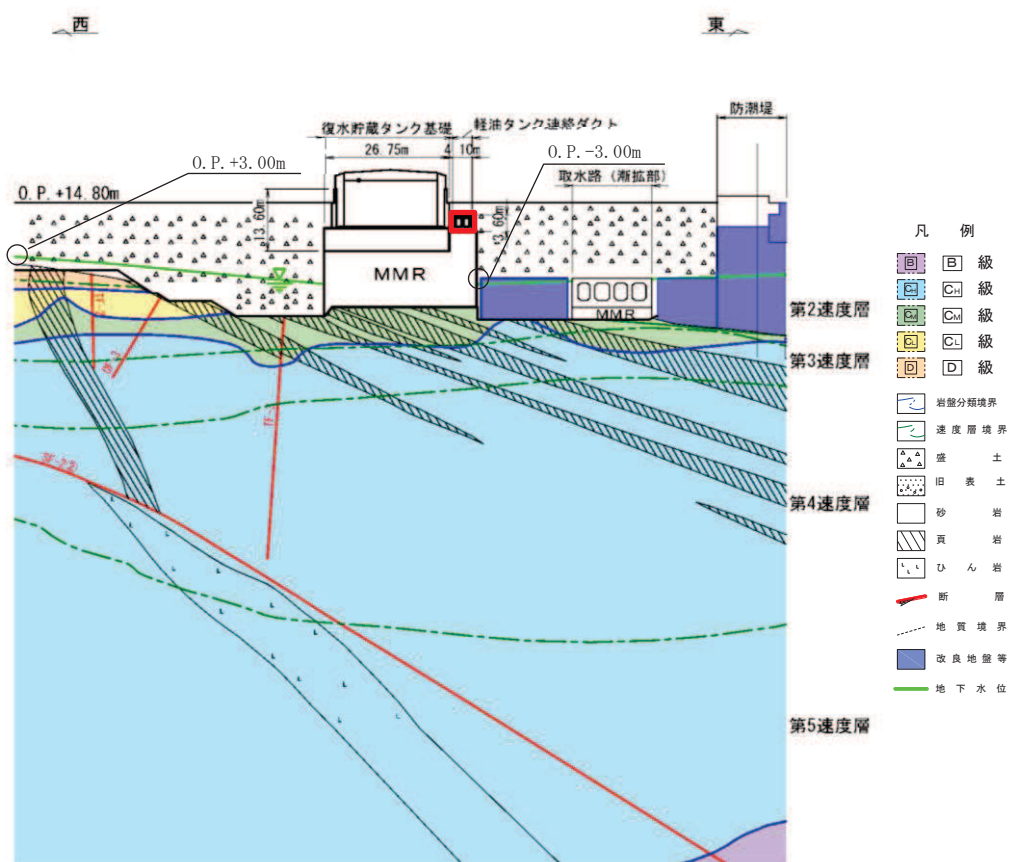 西
東
防潮堤
復水貯蔵タンク基礎
軽油タンク連絡ダクト
26.75m
4.10m
O.P.+3.00m
O.P.-3.00m
取水路(漸拡部)
O.P.+14.80m
13.60m
3.60m
MMR
MMR
第2速度層
第3速度層
第4速度層
第5速度層
凡 例
B B 級
CH CH 級
CM CM 級
CL CL 級
D D 級
岩盤分類境界
速度層境界
盛 土
旧 表 土
砂 岩
頁 岩
ひ ん 岩
断 層
地 質 境 界
改 良 地 盤 等
地 下 水 位